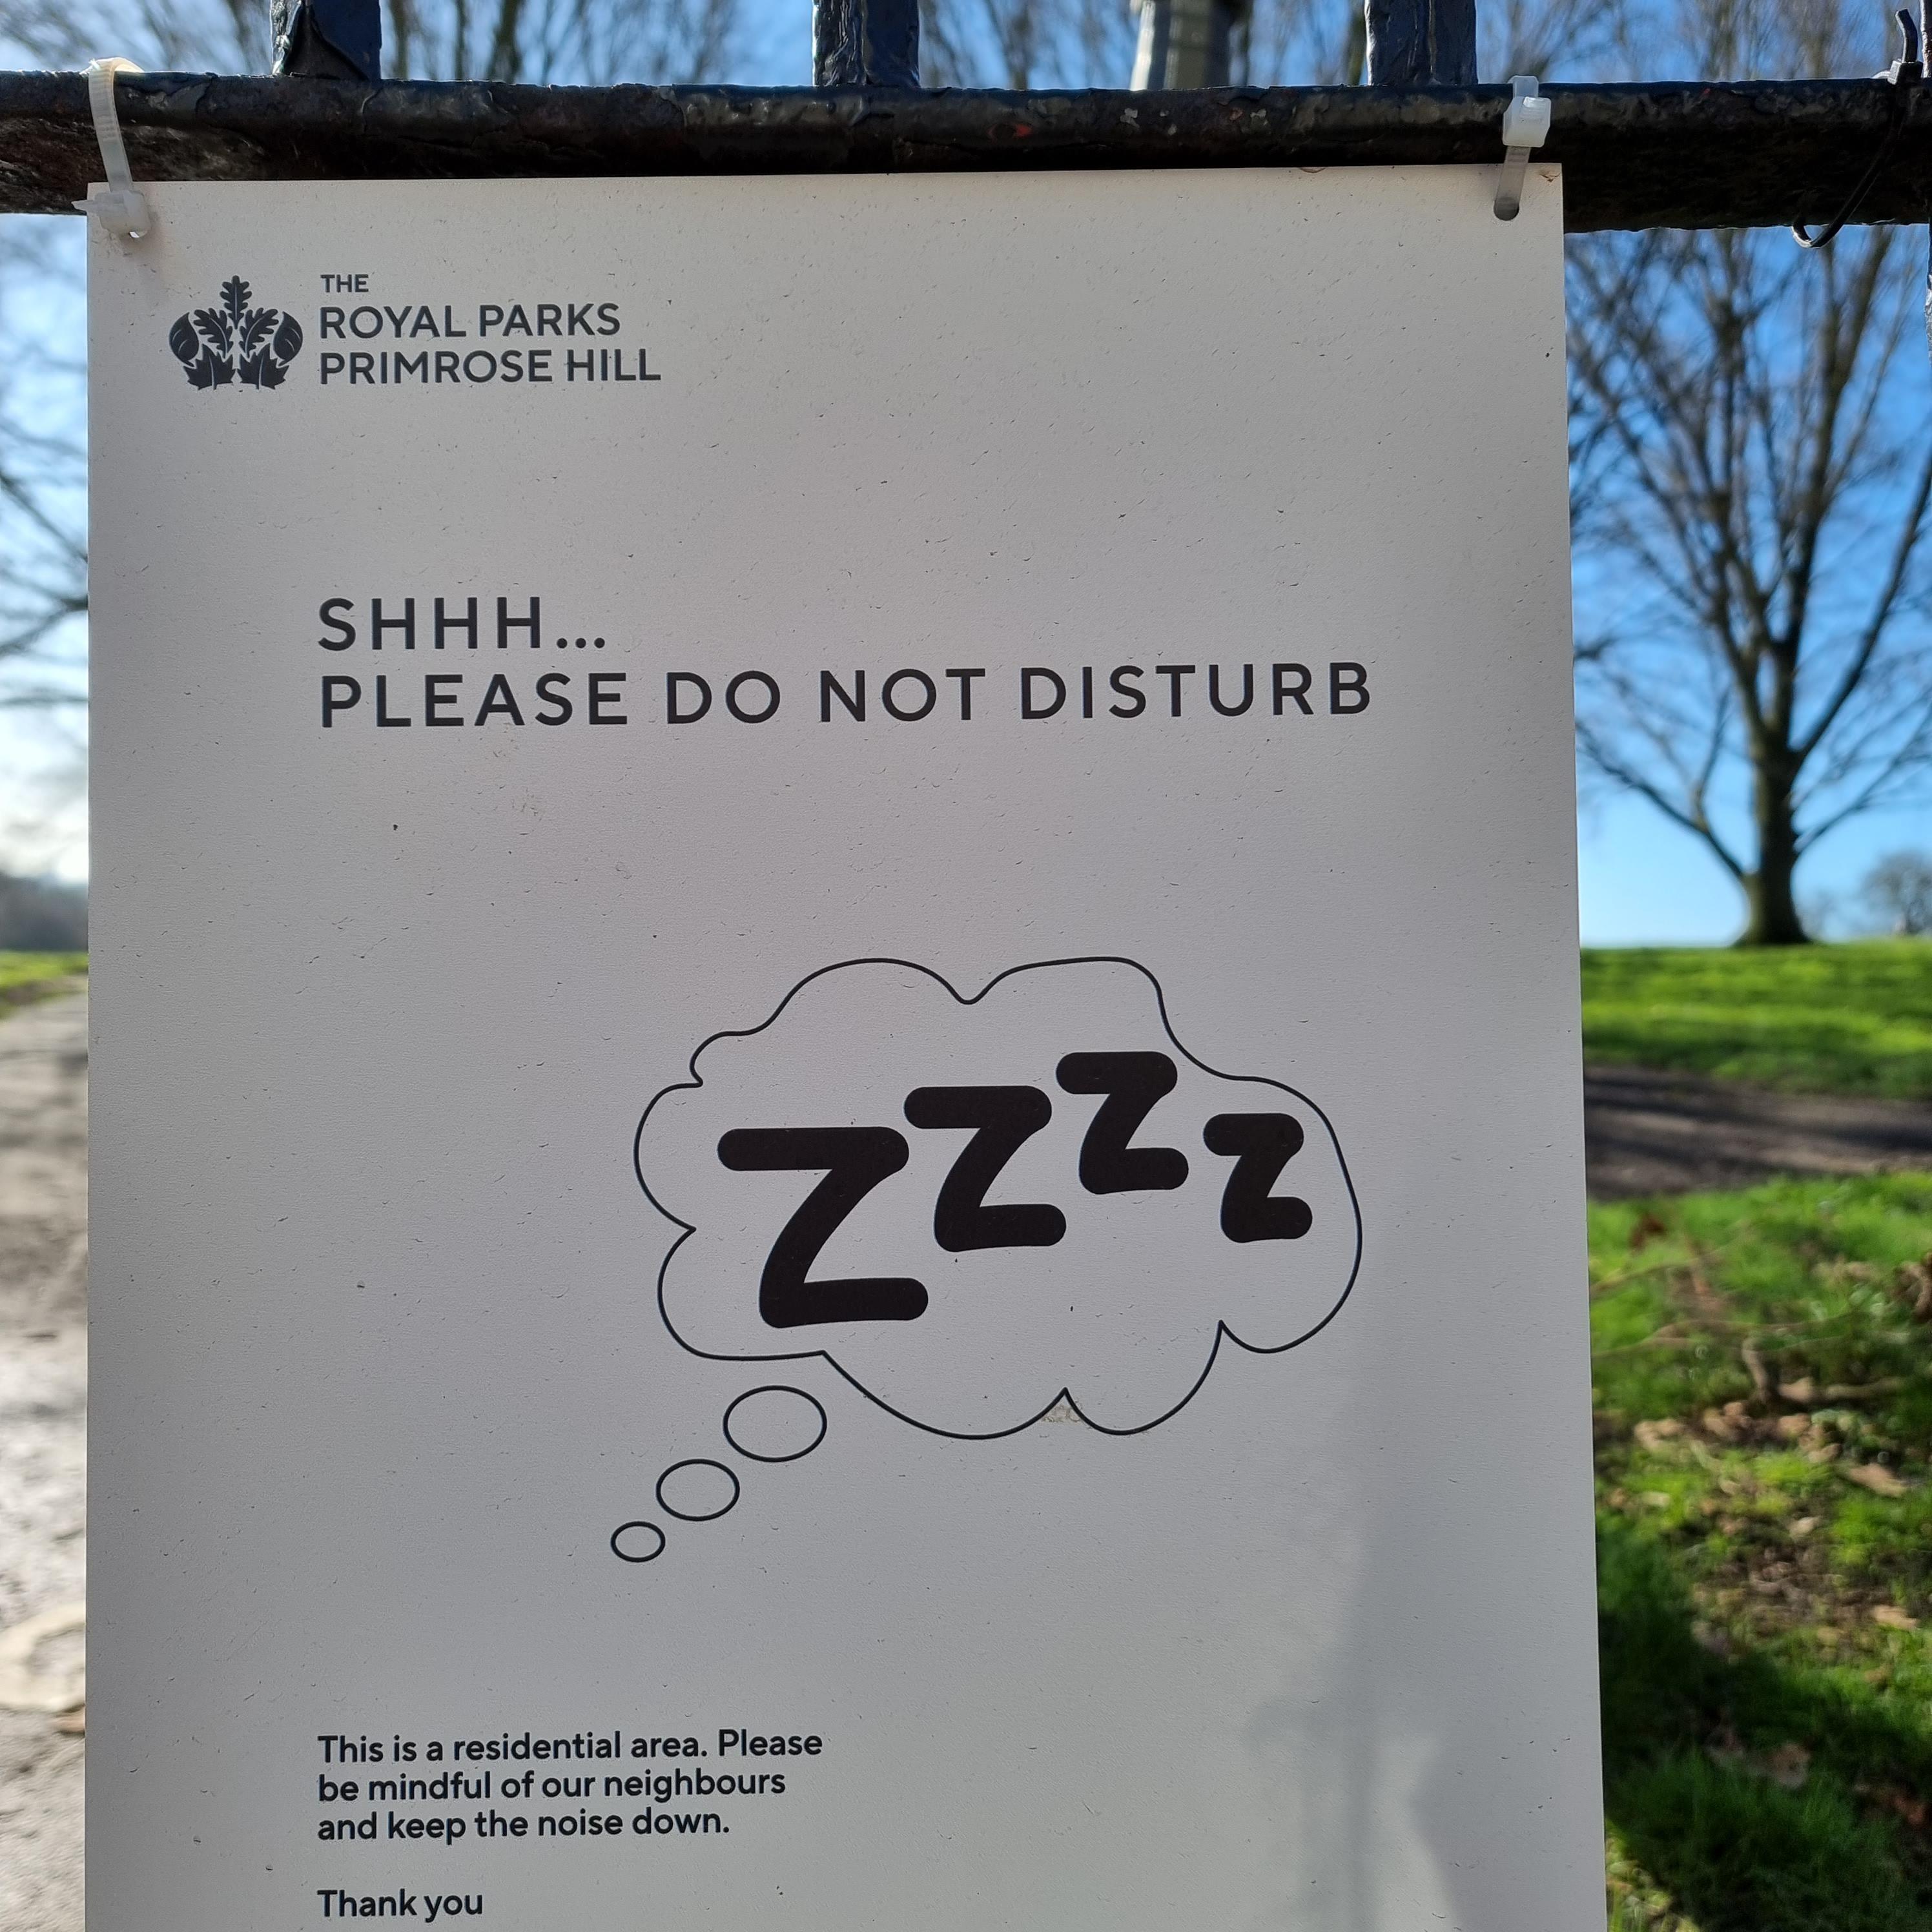 THE
ROYAL PARKS
PRIMROSE HILL
SHHH...
PLEASE DO NOT DISTURB
Z Z Z Z
This is a residential area. Please
be mindful of our neighbours
and keep the noise down.
Thank you